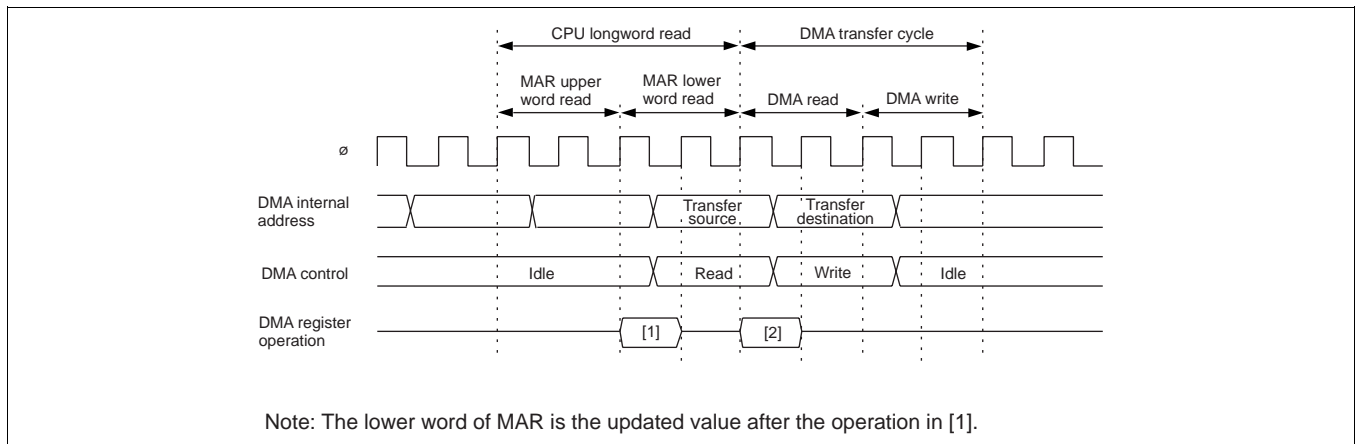 CPU longword read DMA transfer cycle
MAR upper word read MAR lower word read DMA read DMA write
ø
DMA internal address Transfer source Transfer destination
DMA control Idle Read Write Idle
DMA register operation [1] [2]
Note: The lower word of MAR is the updated value after the operation in [1].